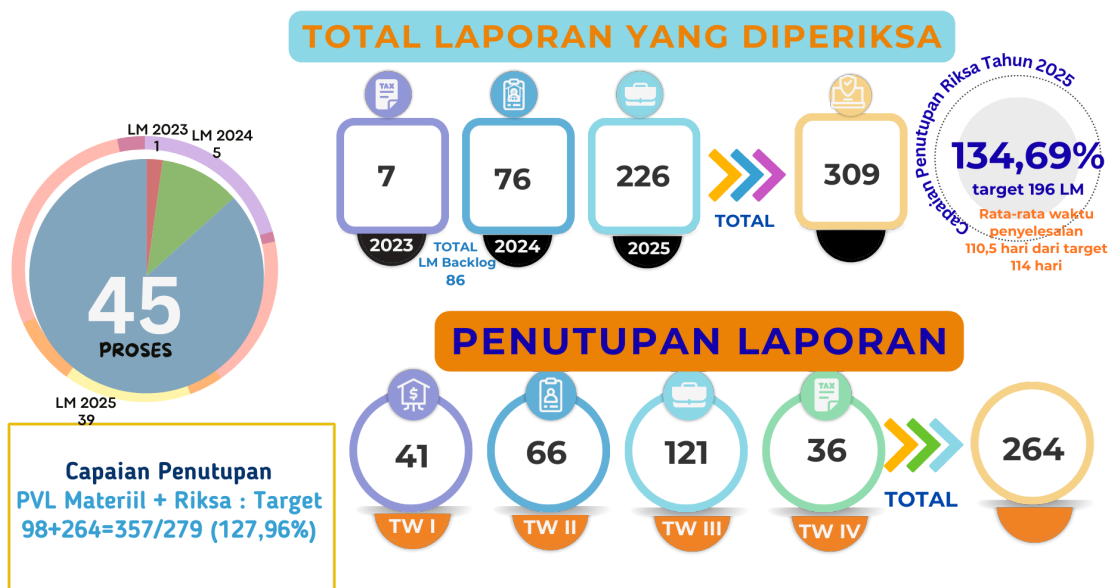 TOTAL LAPORAN YANG DIPERIKSA
TAX
7
76
226
309
2023
2024
2025
TOTAL
LM Backlog
86
TOTAL
Capaian Penutupan Riksa Tahun 2025
134,69%
target 196 LM
Rata-rata waktu
penyelesaian
110,5 hari dari target
114 hari
LM 2023
1
LM 2024
5
45
PROSES
LM 2025
39
PENUTUPAN LAPORAN
$
TAX
41
66
121
36
264
TW I
TW II
TW III
TW IV
TOTAL
Capaian Penutupan
PVL Materiil + Riksa : Target
98+264=357/279 (127,96%)